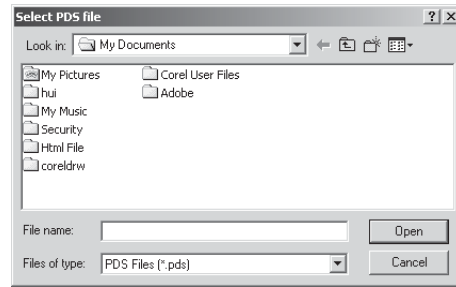 Select PDS file
Look in: My Documents
My Pictures
hui
My Music
Security
Html File
coreldrw
Corel User Files
Adobe
File name: Open
Files of type: PDS Files (*.pds) Cancel